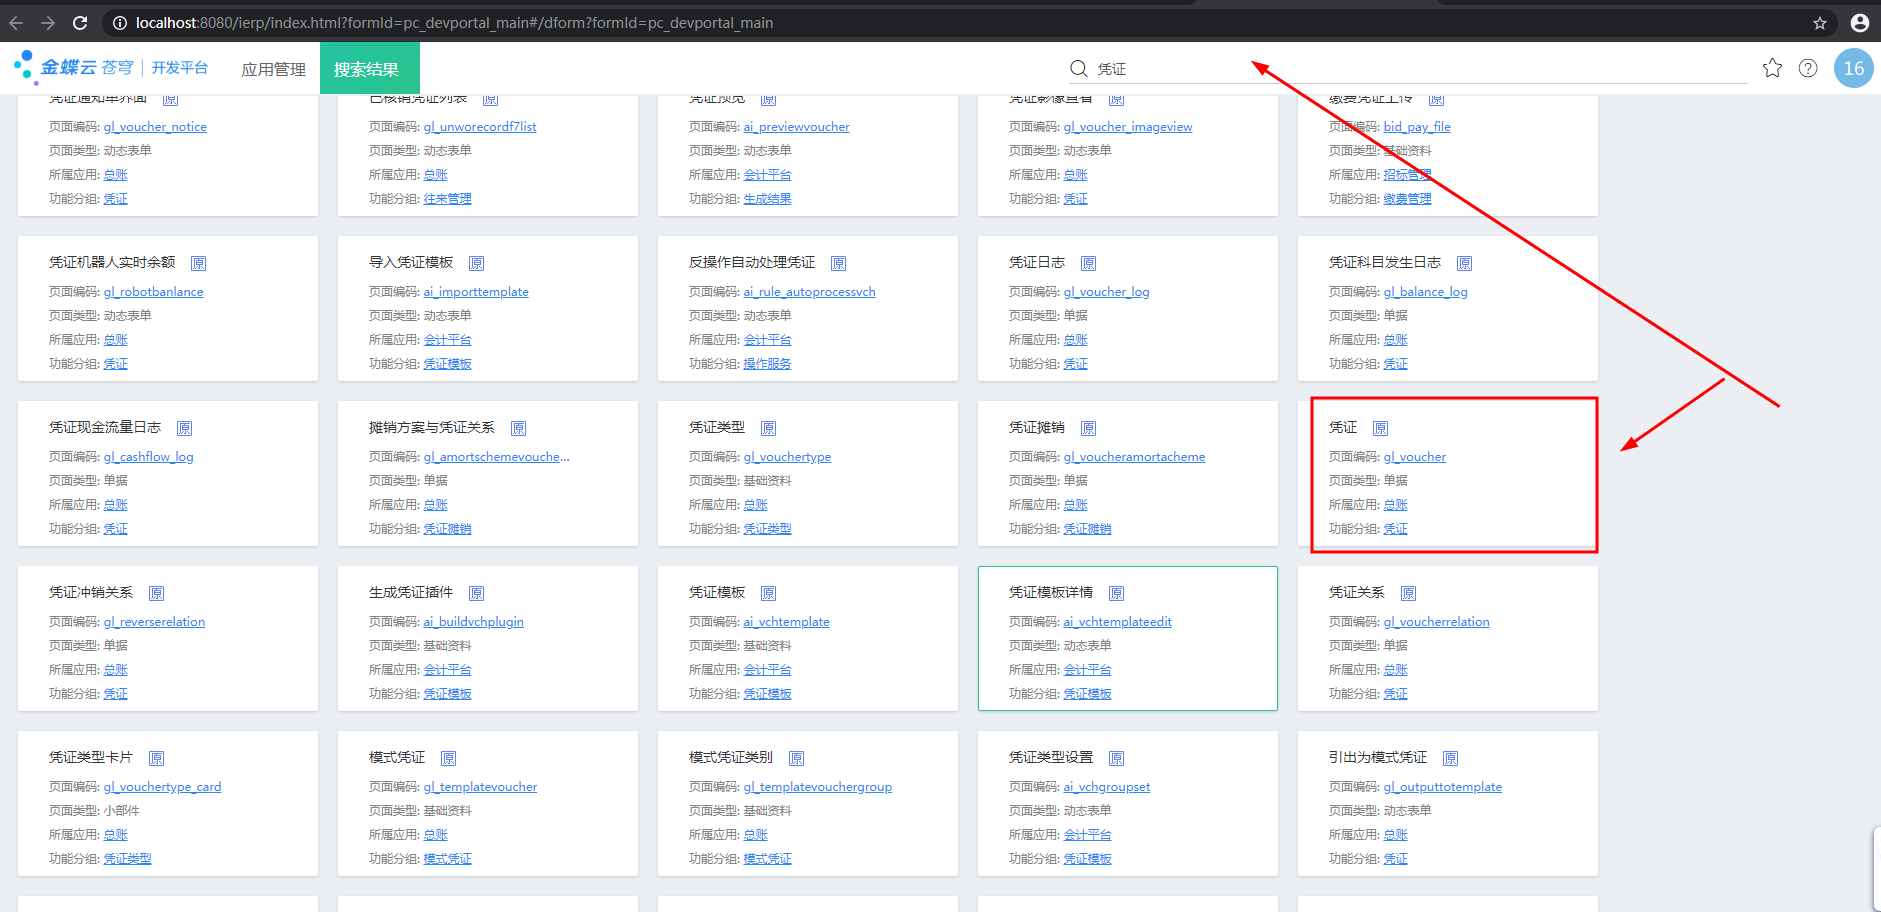 localhost:8080/ierp/index.html?formId=pc_devportal_main#/dform?formId=pc_devportal_main
金蝶云 苍穹 | 开发平台 应用管理 搜索结果 凭证 16
凭证通知单界面 原 已核销凭证列表 原 凭证预览 原 凭证影像查看 原 缴费凭证上传 原
页面编码: gl_voucher_notice 页面编码: gl_unworecordf7list 页面编码: ai_previewvoucher 页面编码: gl_voucher_imageview 页面编码: bid_pay_file
页面类型: 动态表单 页面类型: 动态表单 页面类型: 动态表单 页面类型: 动态表单 页面类型: 基础资料
所属应用: 总账 所属应用: 总账 所属应用: 会计平台 所属应用: 总账 所属应用: 招标管理
功能分组: 凭证 功能分组: 往来管理 功能分组: 生成结果 功能分组: 凭证 功能分组: 缴费管理
凭证机器人实时余额 原 导入凭证模板 原 反操作自动处理凭证 原 凭证日志 原 凭证科目发生日志 原
页面编码: gl_robotbanlance 页面编码: ai_importtemplate 页面编码: ai_rule_autoprocessvch 页面编码: gl_voucher_log 页面编码: gl_balance_log
页面类型: 动态表单 页面类型: 动态表单 页面类型: 动态表单 页面类型: 单据 页面类型: 单据
所属应用: 总账 所属应用: 会计平台 所属应用: 会计平台 所属应用: 总账 所属应用: 总账
功能分组: 凭证 功能分组: 凭证模板 功能分组: 操作服务 功能分组: 凭证 功能分组: 凭证
凭证现金流量日志 原 摊销方案与凭证关系 原 凭证类型 原 凭证摊销 原 凭证 原
页面编码: gl_cashflow_log 页面编码: gl_amortschemevouche... 页面编码: gl_vouchertype 页面编码: gl_voucheramortacheme 页面编码: gl_voucher
页面类型: 单据 页面类型: 单据 页面类型: 基础资料 页面类型: 单据 页面类型: 单据
所属应用: 总账 所属应用: 总账 所属应用: 总账 所属应用: 总账 所属应用: 总账
功能分组: 凭证 功能分组: 凭证摊销 功能分组: 凭证类型 功能分组: 凭证摊销 功能分组: 凭证
凭证冲销关系 原 生成凭证插件 原 凭证模板 原 凭证模板详情 原 凭证关系 原
页面编码: gl_reverserelation 页面编码: ai_buildvchplugin 页面编码: ai_vchtemplate 页面编码: ai_vchtemplateedit 页面编码: gl_voucherrelation
页面类型: 单据 页面类型: 基础资料 页面类型: 基础资料 页面类型: 动态表单 页面类型: 单据
所属应用: 总账 所属应用: 会计平台 所属应用: 会计平台 所属应用: 会计平台 所属应用: 总账
功能分组: 凭证 功能分组: 凭证模板 功能分组: 凭证模板 功能分组: 凭证模板 功能分组: 凭证
凭证类型卡片 原 模式凭证 原 模式凭证类别 原 凭证类型设置 原 引出为模式凭证 原
页面编码: gl_vouchertype_card 页面编码: gl_templatevoucher 页面编码: gl_templatevouchergroup 页面编码: ai_vchgroupset 页面编码: gl_outputtotemplate
页面类型: 小部件 页面类型: 基础资料 页面类型: 基础资料 页面类型: 动态表单 页面类型: 动态表单
所属应用: 总账 所属应用: 总账 所属应用: 总账 所属应用: 会计平台 所属应用: 总账
功能分组: 凭证类型 功能分组: 模式凭证 功能分组: 模式凭证 功能分组: 凭证模板 功能分组: 凭证